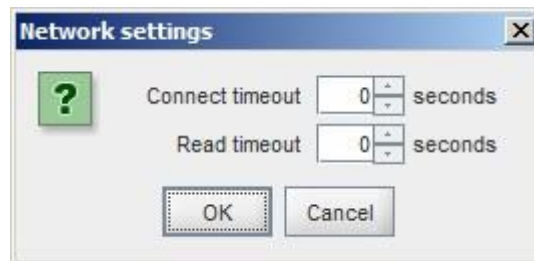 Network settings
Connect timeout 0 seconds
Read timeout 0 seconds
OK Cancel